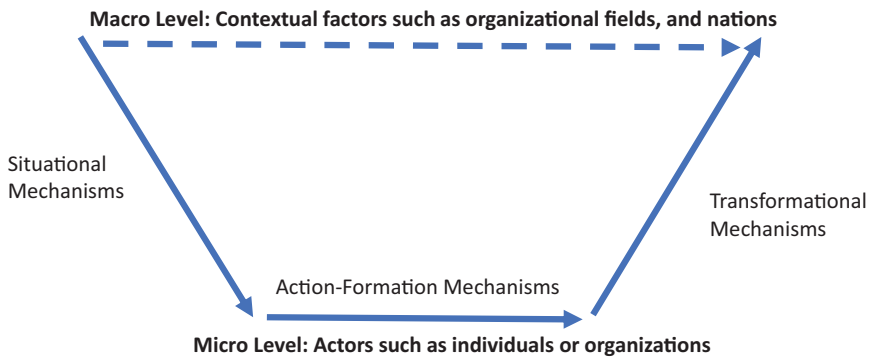 Macro Level: Contextual factors such as organizational fields, and nations
Situational
Mechanisms
Transformational
Mechanisms
Action-Formation Mechanisms
Micro Level: Actors such as individuals or organizations